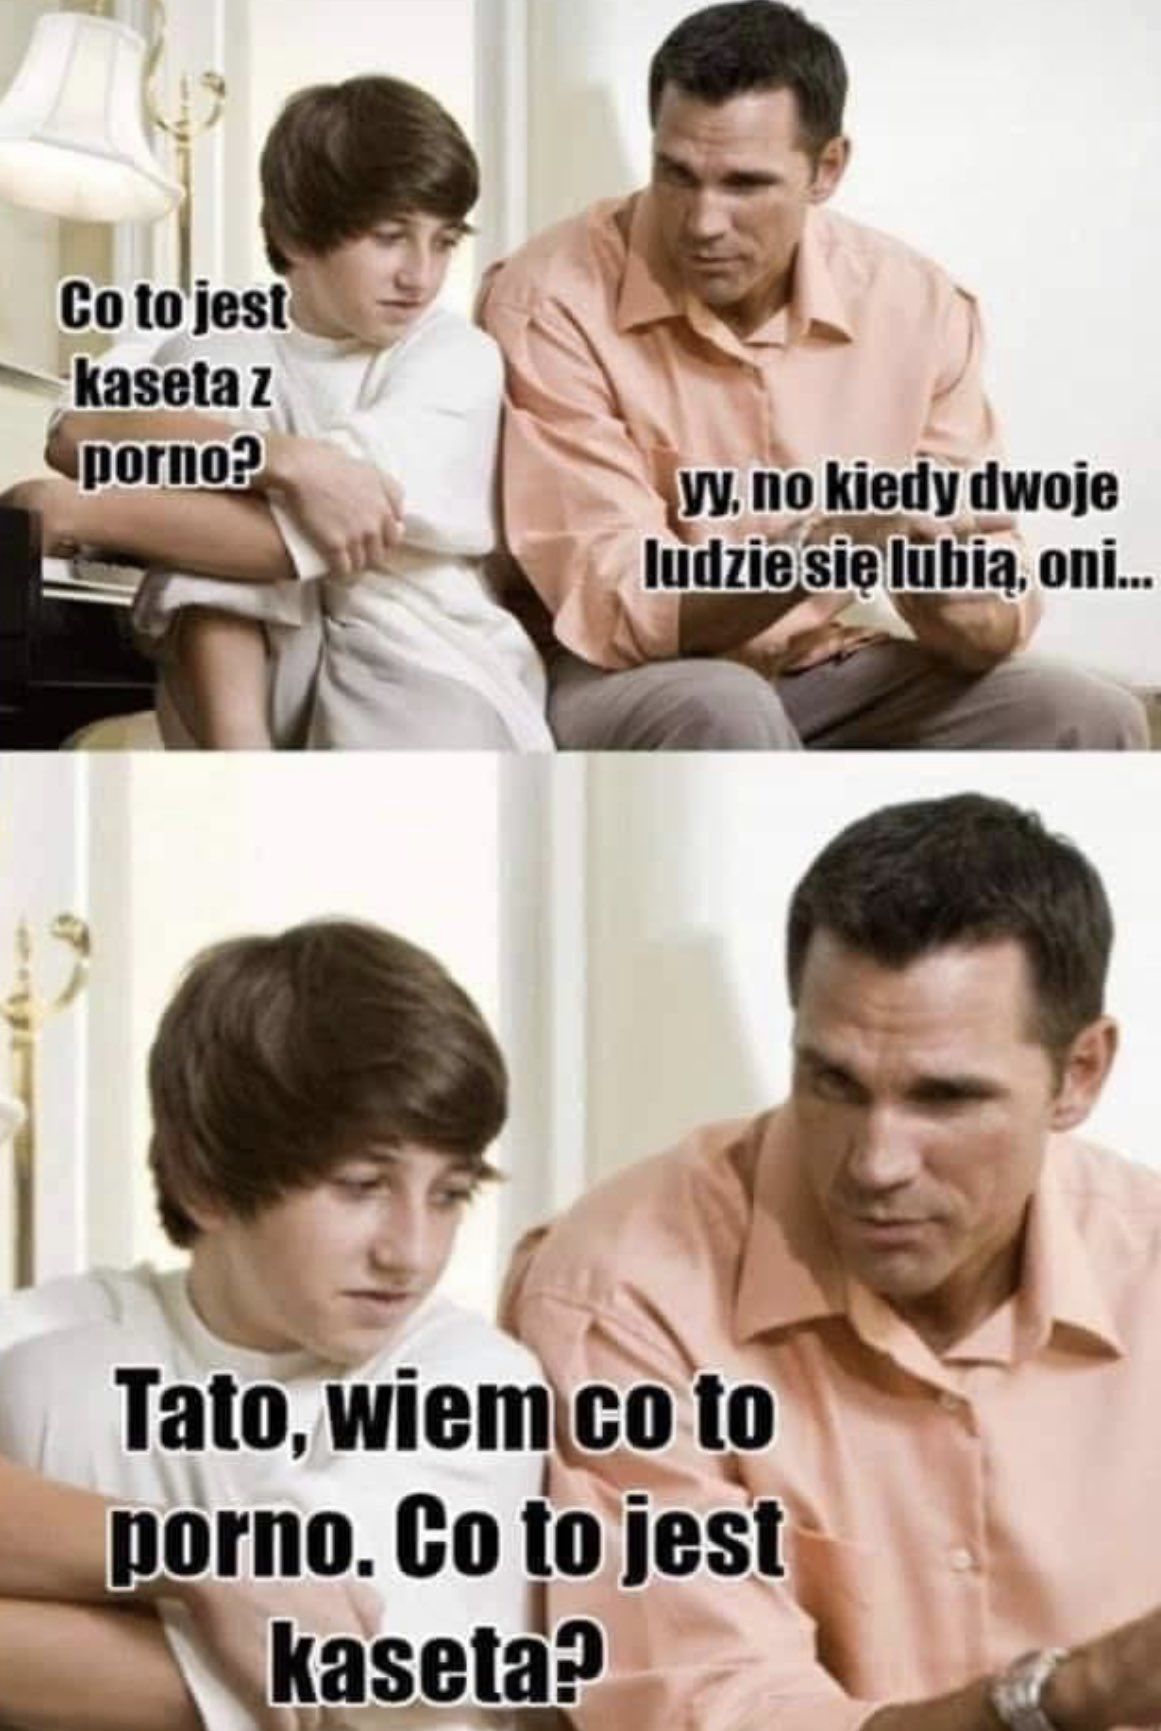 Co to jest
kaseta z
porno?
yy, no kiedy dwoje
ludzie się lubią, oni...
Tato, wiem co to
porno. Co to jest
kaseta?